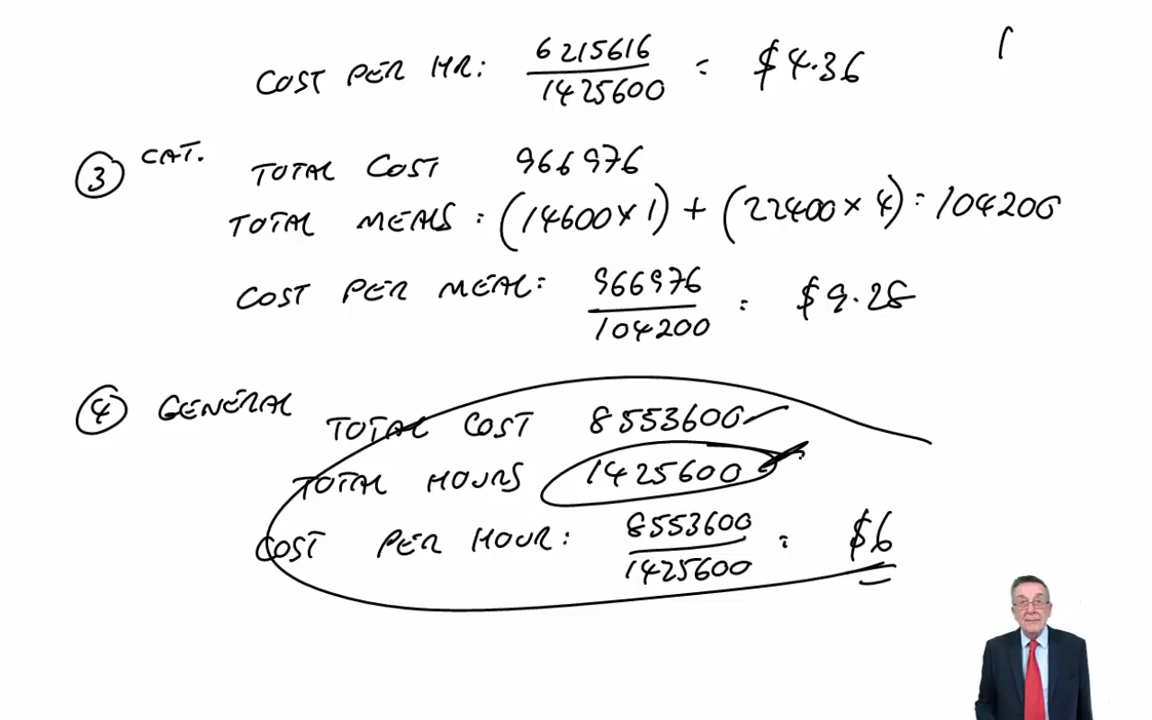 COST PER HR: 6215616 / 1425600 = $4.36
③ CAT. TOTAL COST 966976
TOTAL MEALS: (14600×1) + (22400×4) = 104200
COST PER MEAL: 966976 / 104200 = $9.28
④ GENERAL
TOTAL COST 8553600
TOTAL HOURS 1425600
COST PER HOUR: 8553600 / 1425600 = $6